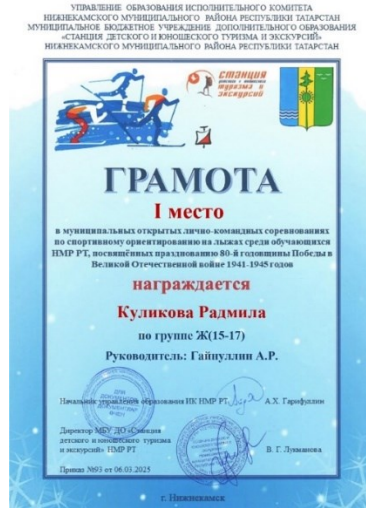 УПРАВЛЕНИЕ ОБРАЗОВАНИЯ ИСПОЛНИТЕЛЬНОГО КОМИТЕТА
НИЖНЕКАМСКОГО МУНИЦИПАЛЬНОГО РАЙОНА РЕСПУБЛИКИ ТАТАРСТАН
МУНИЦИПАЛЬНОЕ БЮДЖЕТНОЕ УЧРЕЖДЕНИЕ ДОПОЛНИТЕЛЬНОГО ОБРАЗОВАНИЯ
«СТАНЦИЯ ДЕТСКОГО И ЮНОШЕСКОГО ТУРИЗМА И ЭКСКУРСИЙ»
НИЖНЕКАМСКОГО МУНИЦИПАЛЬНОГО РАЙОНА РЕСПУБЛИКИ ТАТАРСТАН
СТАНЦИЯ
туризма и
экскурсий
ГРАМОТА
I место
в муниципальных открытых лично-командных соревнованиях
по спортивному ориентированию на лыжах среди обучающихся
НМР РТ, посвящённых празднованию 80-й годовщины Победы в
Великой Отечественной войне 1941-1945 годов
награждается
Куликова Радмила
по группе Ж(15-17)
Руководитель: Гайнуллин А.Р.
Начальник управления образования ИК НМР РТ А.Х. Гарифуллин
Директор МБУ ДО «Станция
детского и юношеского туризма
и экскурсий» НМР РТ В. Г. Лукманова
Приказ №93 от 06.03.2025
г. Нижнекамск